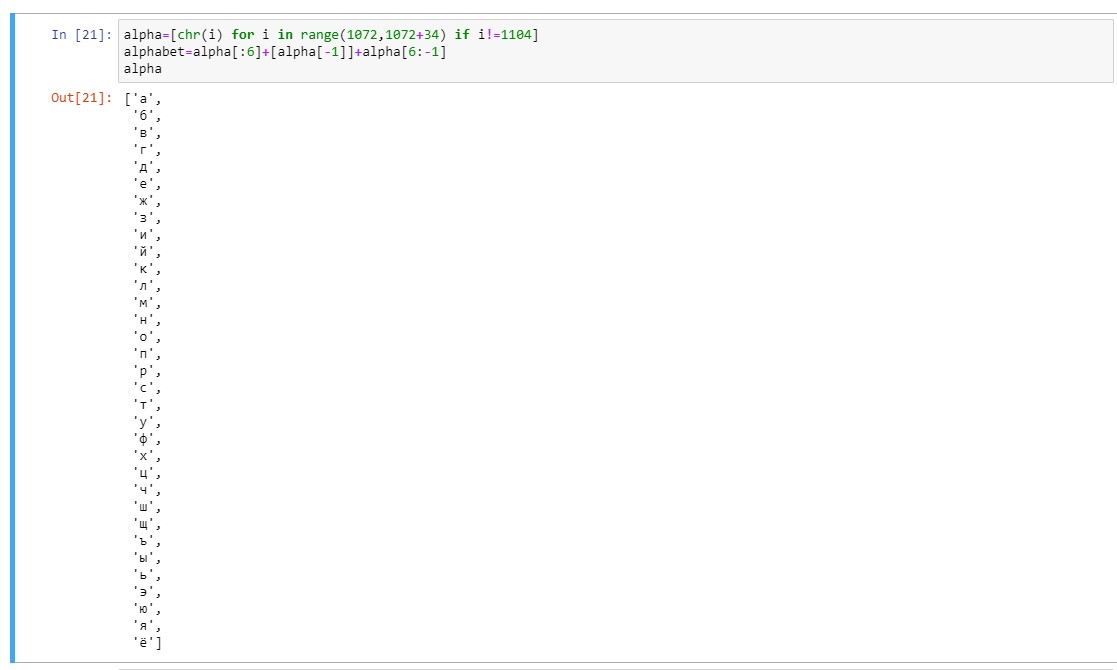 In [21]: alpha=[chr(i) for i in range(1072,1072+34) if i!=1104]
alphabet=alpha[:6]+[alpha[-1]]+alpha[6:-1]
alpha
Out[21]: ['а',
'б',
'в',
'г',
'д',
'е',
'ж',
'з',
'и',
'й',
'к',
'л',
'м',
'н',
'о',
'п',
'р',
'с',
'т',
'у',
'ф',
'х',
'ц',
'ч',
'ш',
'щ',
'ъ',
'ы',
'ь',
'э',
'ю',
'я',
'ё']